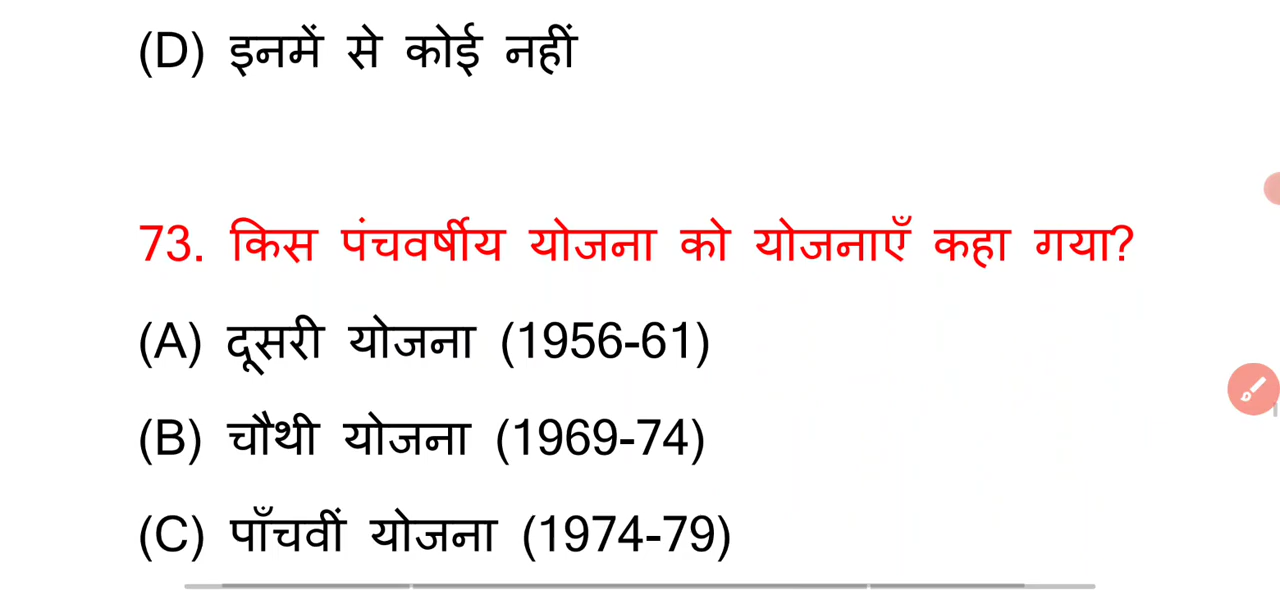 (D) इनमें से कोई नहीं
73. किस पंचवर्षीय योजना को योजनाएँ कहा गया?
(A) दूसरी योजना (1956-61)
(B) चौथी योजना (1969-74)
(C) पाँचवीं योजना (1974-79)